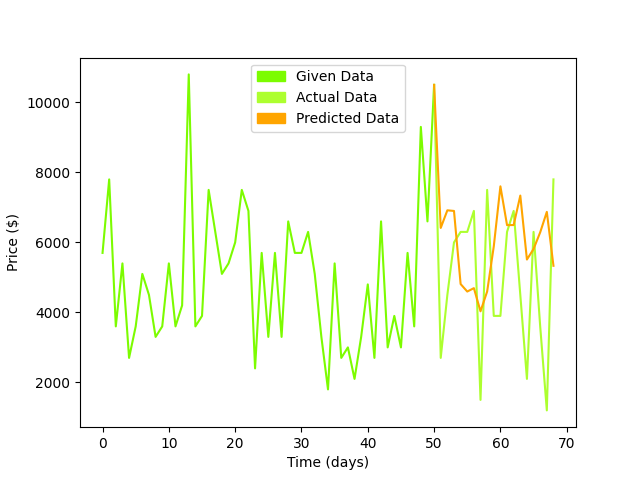 Given Data
Actual Data
Predicted Data
10000
8000
6000
4000
2000
Price ($)
0 10 20 30 40 50 60 70
Time (days)